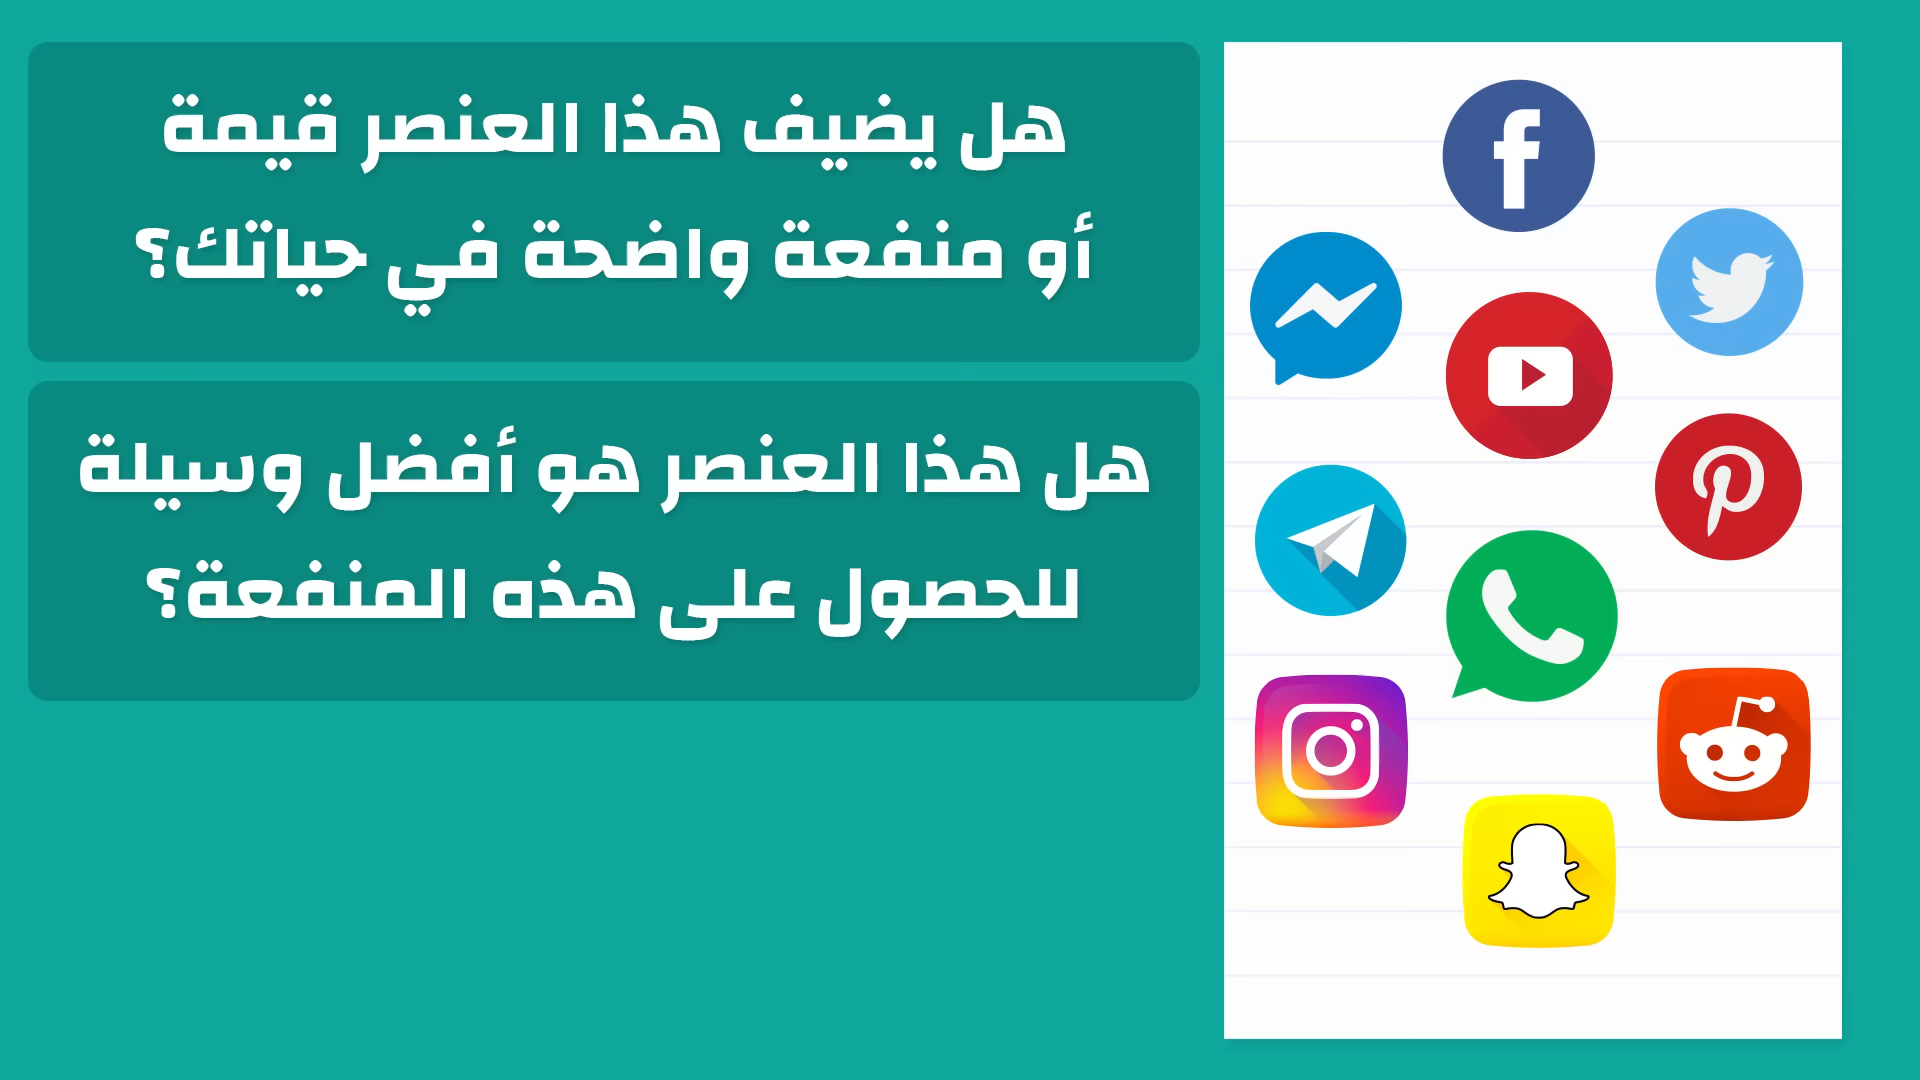 هل يضيف هذا العنصر قيمة
أو منفعة واضحة في حياتك؟
هل هذا العنصر هو أفضل وسيلة
للحصول على هذه المنفعة؟